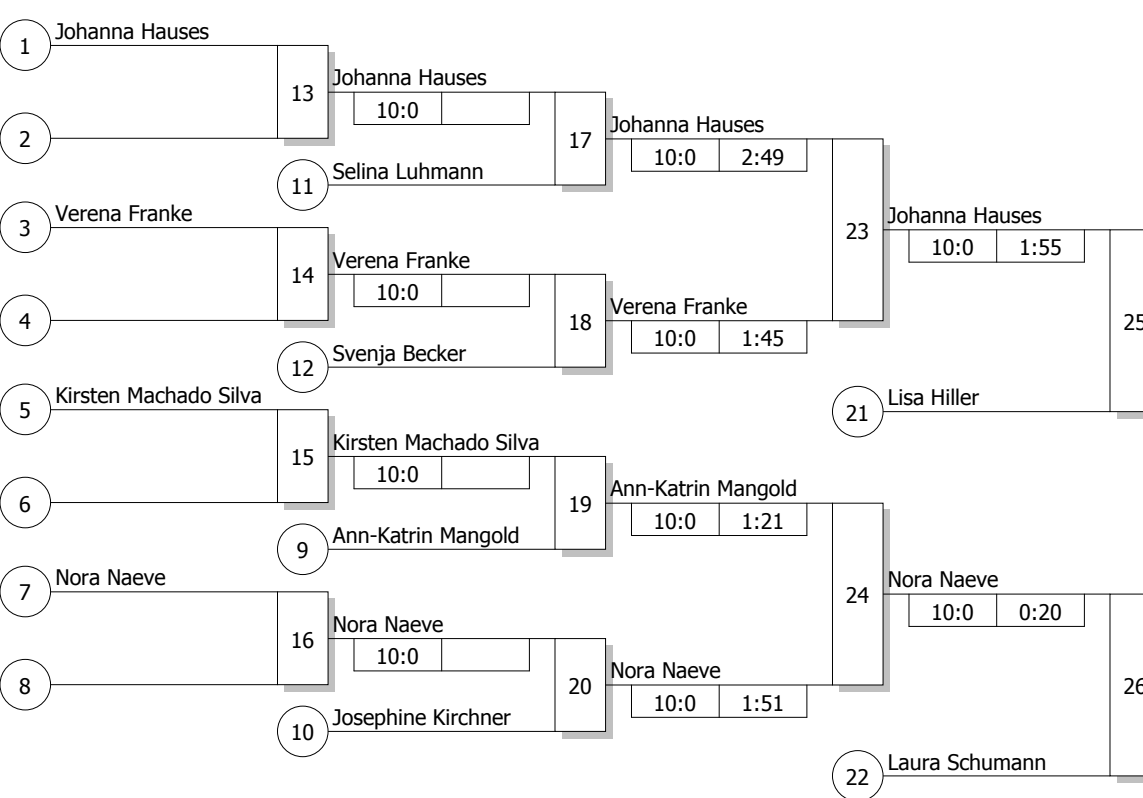 Johanna Hauses
1
13
Johanna Hauses
10:0
2
17
Johanna Hauses
10:0 2:49
11
Selina Luhmann
3
Verena Franke
14
Verena Franke
10:0
4
18
Verena Franke
10:0 1:45
12
Svenja Becker
23
Johanna Hauses
10:0 1:55
25
21
Lisa Hiller
5
Kirsten Machado Silva
15
Kirsten Machado Silva
10:0
6
19
Ann-Katrin Mangold
10:0 1:21
9
Ann-Katrin Mangold
7
Nora Naeve
16
Nora Naeve
10:0
8
20
Nora Naeve
10:0 1:51
10
Josephine Kirchner
24
Nora Naeve
10:0 0:20
26
22
Laura Schumann